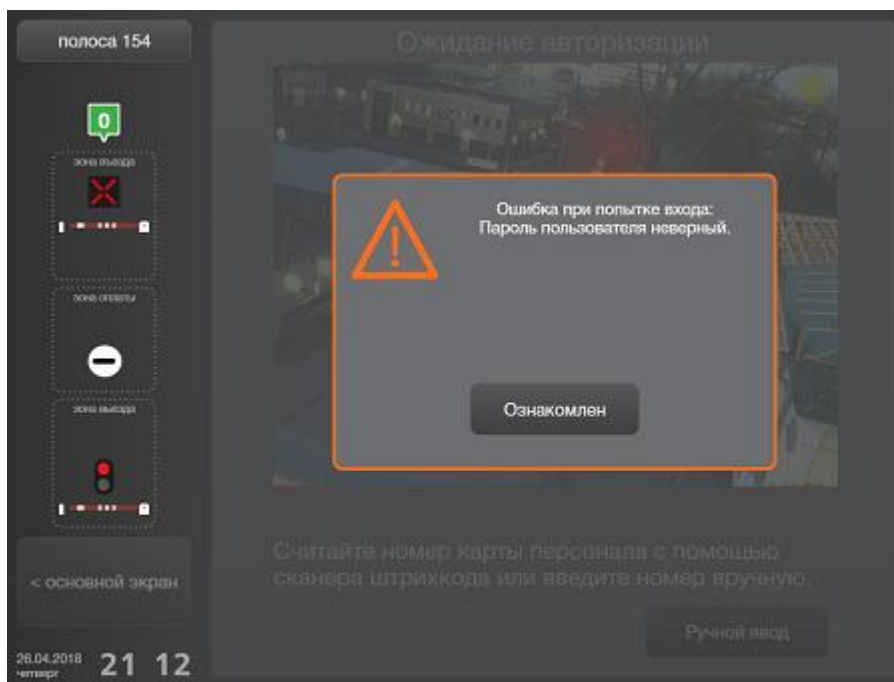 полоса 154
0
зона въезда
зона оплаты
зона выезда
< основной экран
26.04.2018
четверг
21 12
Ожидание авторизации
Ошибка при попытке входа:
Пароль пользователя неверный.
Ознакомлен
Считайте номер карты персонала с помощью
сканера штрихкода или введите номер вручную.
Ручной ввод